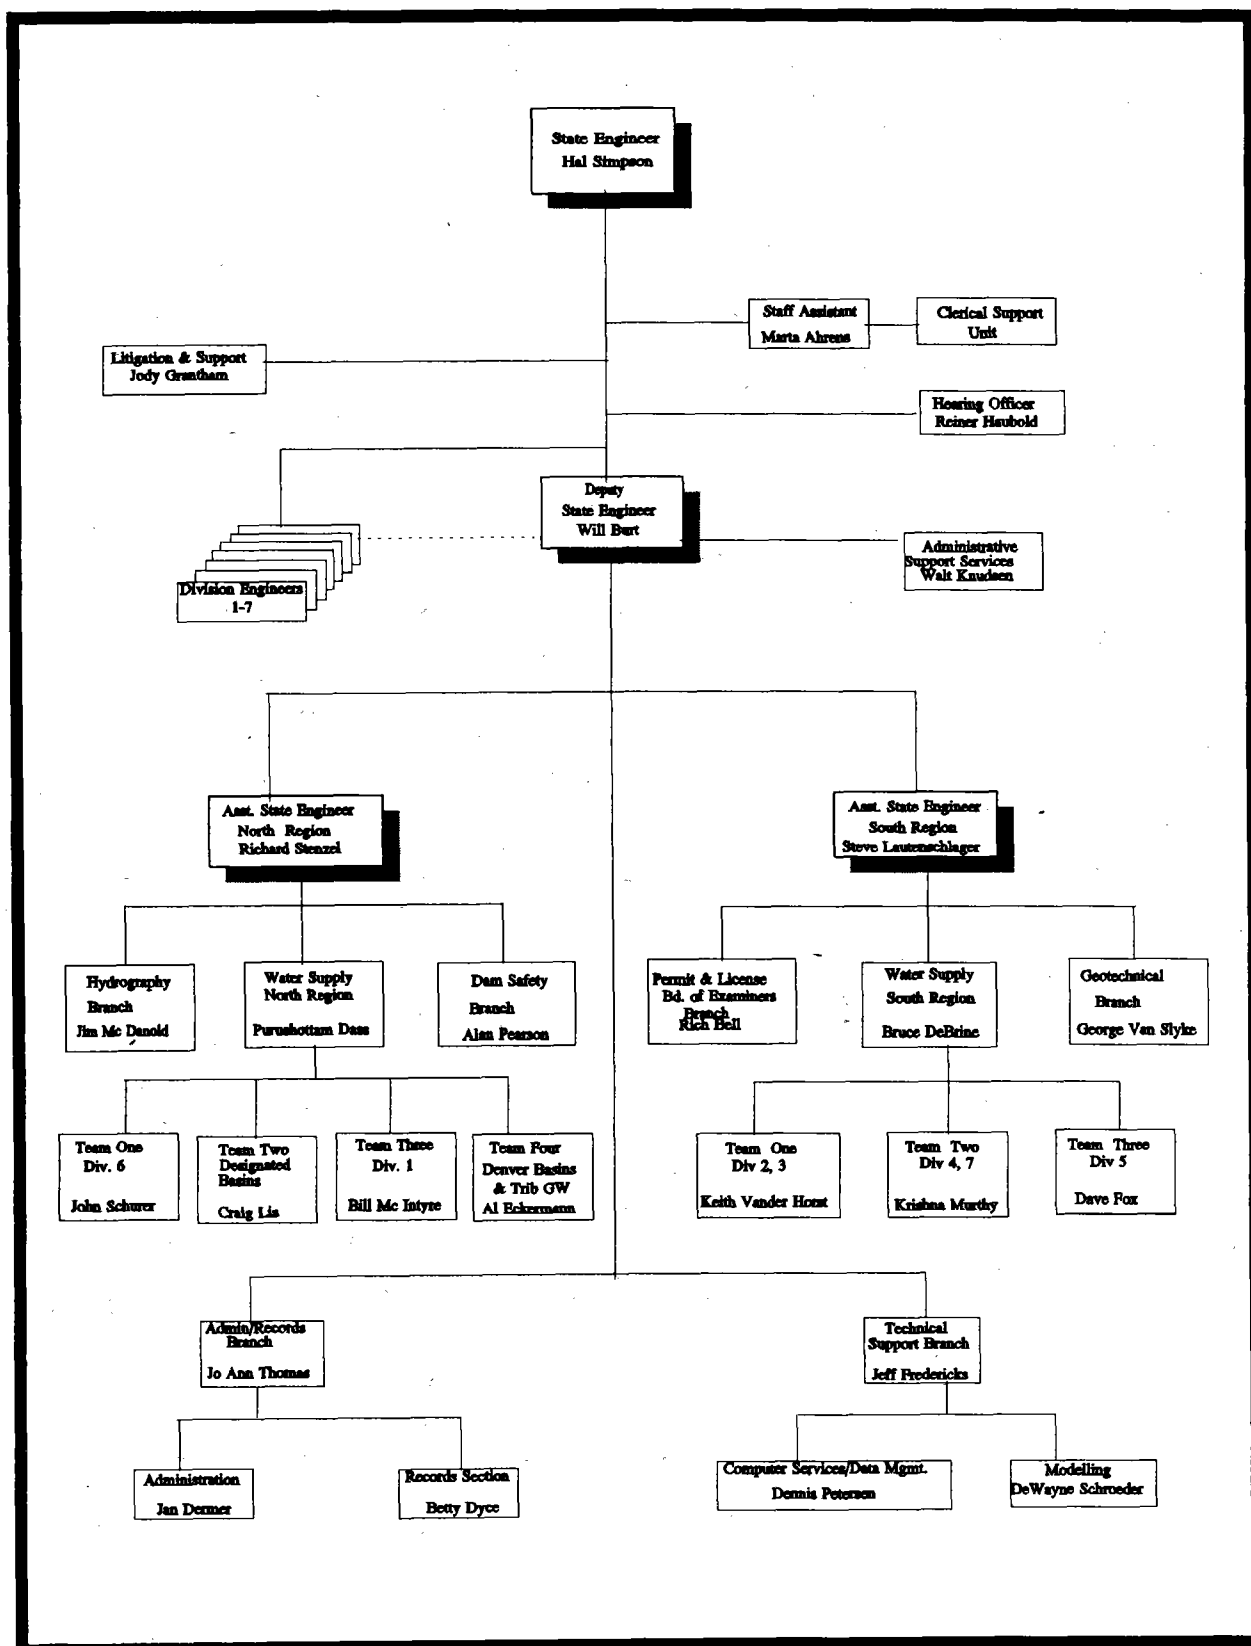 State Engineer
Hal Simpson
Staff Assistant
Marta Ahrens
Clerical Support
Unit
Litigation & Support
Jody Grantham
Hearing Officer
Reiner Haubold
Deputy
State Engineer
Will Burt
Administrative
Support Services
Walt Knudsen
Division Engineers
1-7
Asst. State Engineer
North Region
Richard Stenzel
Asst. State Engineer
South Region
Steve Lautenschlager
Hydrography
Branch
Jim Mc Danold
Water Supply
North Region
Purushottam Dass
Dam Safety
Branch
Alan Pearson
Permit & License
Bd. of Examiners
Branch
Rich Bell
Water Supply
South Region
Bruce DeBrine
Geotechnical
Branch
George Van Slyke
Team One
Div. 6
John Schurer
Team Two
Designated
Basins
Craig Lis
Team Three
Div. 1
Bill Mc Intyre
Team Four
Denver Basins
& Trib GW
Al Eckermann
Team One
Div 2, 3
Keith Vander Horst
Team Two
Div 4, 7
Krishna Murthy
Team Three
Div 5
Dave Fox
Admin/Records
Branch
Jo Ann Thomas
Technical
Support Branch
Jeff Fredericks
Administration
Jan Dermer
Records Section
Betty Dyce
Computer Services/Data Mgmt.
Dennis Petersen
Modelling
DeWayne Schroeder